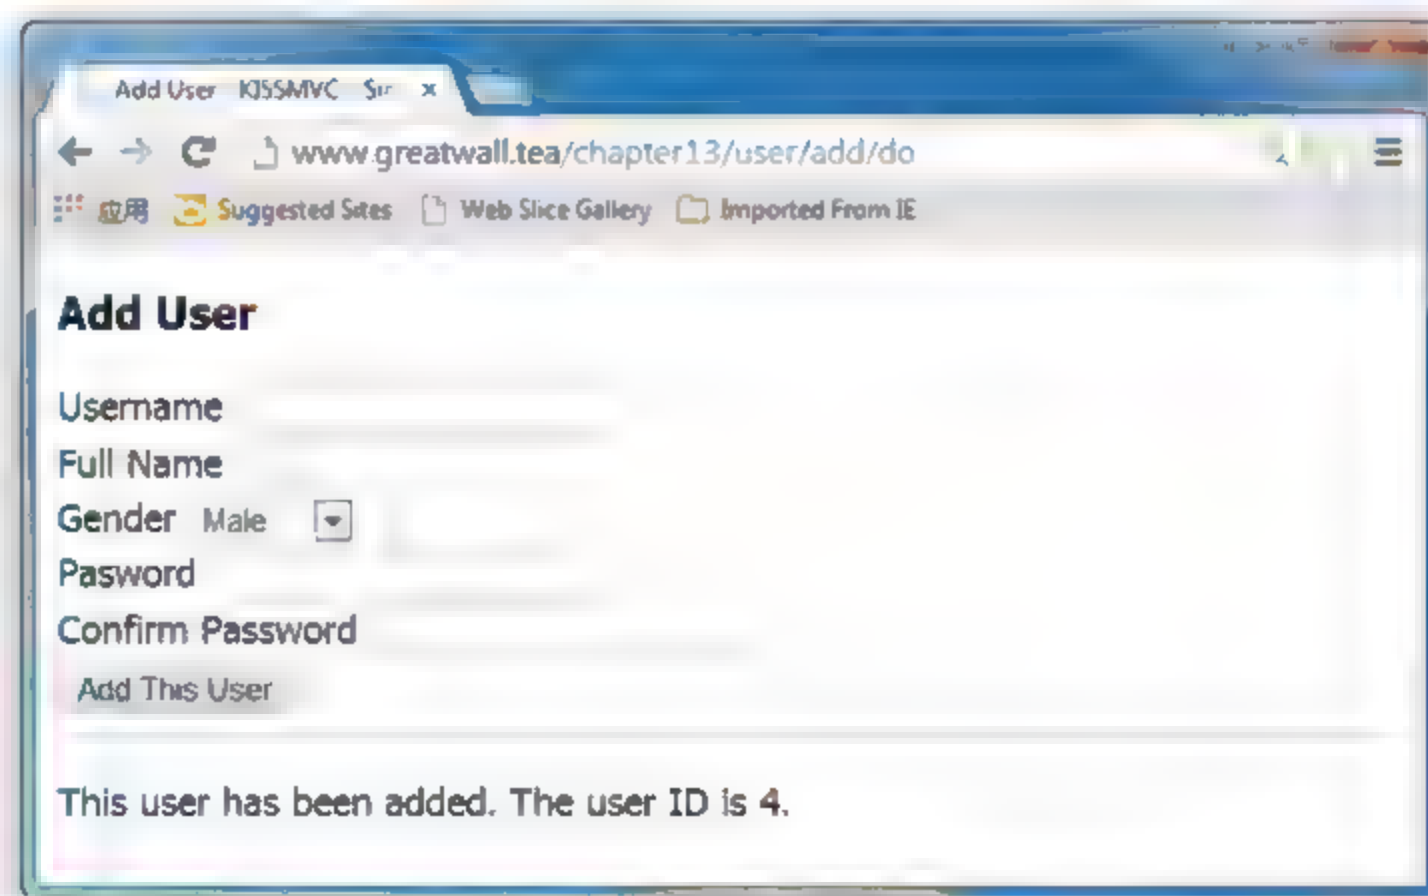 Add User KISSMVC
www.greatwall.tea/chapter13/user/add/do
应用 Suggested Sites Web Slice Gallery Imported From IE
Add User
Username
Full Name
Gender Male
Pasword
Confirm Password
Add This User
This user has been added. The user ID is 4.